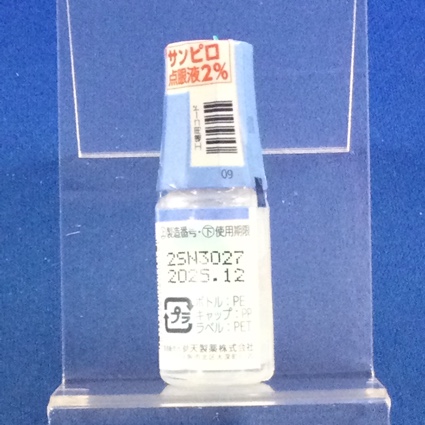 サンピロ
点眼液2%
09
製造番号・下使用期限
2SN3027
2025.12
プラ
ボトル:PE
キャップ:PP
ラベル:PET
天製薬株式会社